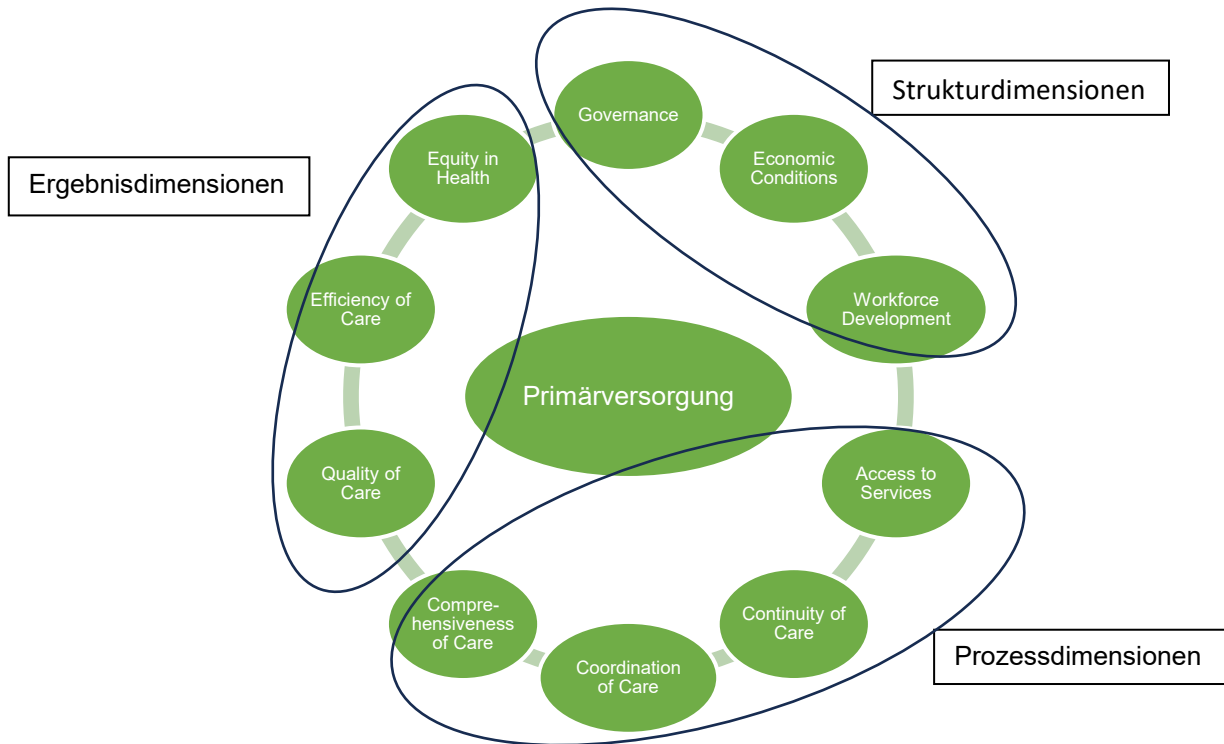 Strukturdimensionen
Governance
Economic
Conditions
Equity in
Health
Ergebnisdimensionen
Efficiency of
Care
Workforce
Development
Primärversorgung
Quality of
Care
Access to
Services
Compre-
hensiveness
of Care
Continuity of
Care
Coordination
of Care
Prozessdimensionen